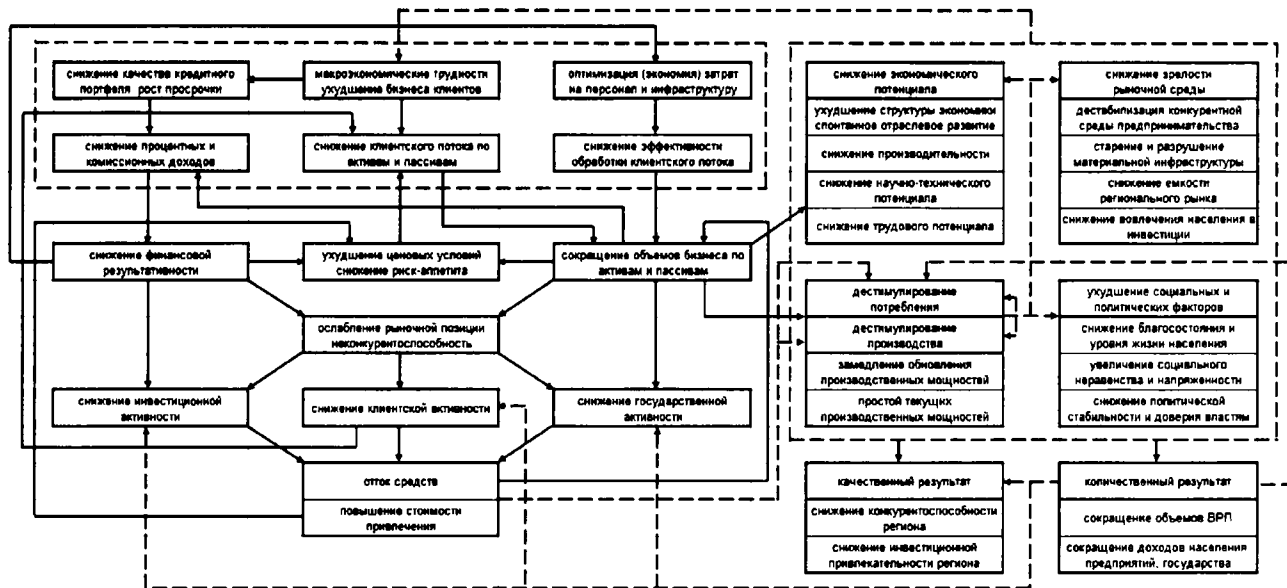 снижение качества кредитного
портфеля рост просрочки
макроэкономические трудности
ухудшение бизнеса клиентов
оптимизация (экономия) затрат
на персонал и инфраструктуру
снижение процентных и
комиссионных доходов
снижение клиентского потока по
активам и пассивам
снижение эффективности
обработки клиентского потока
снижение финансовой
результативности
ухудшение ценовых условий
снижение риск-аппетита
сокращение объемов бизнеса по
активам и пассивам
ослабление рыночной позиции
неконкурентоспособность
снижение инвестиционной
активности
снижение клиентской активности
снижение государственной
активности
отток средств
повышение стоимости
привлечения
снижение экономического
потенциала
ухудшение структуры экономики
спонтанное отраслевое развитие
снижение производительности
снижение научно-технического
потенциала
снижение трудового потенциала
снижение зрелости
рыночной среды
дестабилизация конкурентной
среды предпринимательства
старение и разрушение
материальной инфраструктуры
снижение емкости
регионального рынка
снижение вовлечения населения в
инвестиции
дестимулирование
потребления
дестимулирование
производства
замедление обновления
производственных мощностей
простой текущих
производственных мощностей
ухудшение социальных и
политических факторов
снижение благосостояния и
уровня жизни населения
увеличение социального
неравенства и напряженности
снижение политической
стабильности и доверия властям
качественный результат
снижение конкурентоспособности
региона
снижение инвестиционной
привлекательности региона
количественный результат
сокращение объемов ВРП
сокращение доходов населения
предприятий, государства